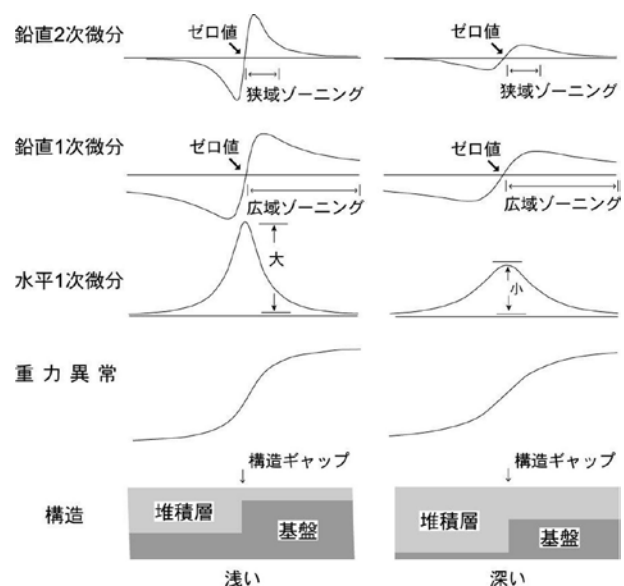 鉛直2次微分
ゼロ値
狭域ゾーニング
ゼロ値
狭域ゾーニング
鉛直1次微分
ゼロ値
広域ゾーニング
ゼロ値
広域ゾーニング
水平1次微分
大
小
重力異常
構造ギャップ
構造ギャップ
構造
堆積層
基盤
堆積層
基盤
浅い
深い